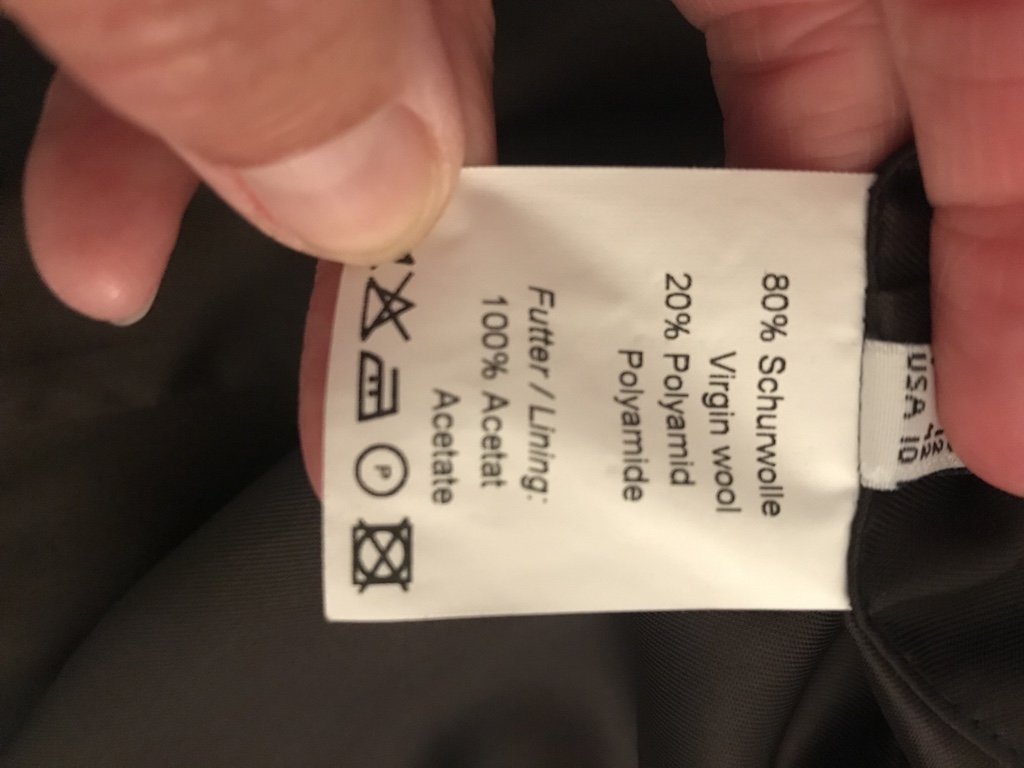 80% Schurwolle
Virgin wool
20% Polyamid
Polyamide
Futter / Lining:
100% Acetat
Acetate
P
USA 10